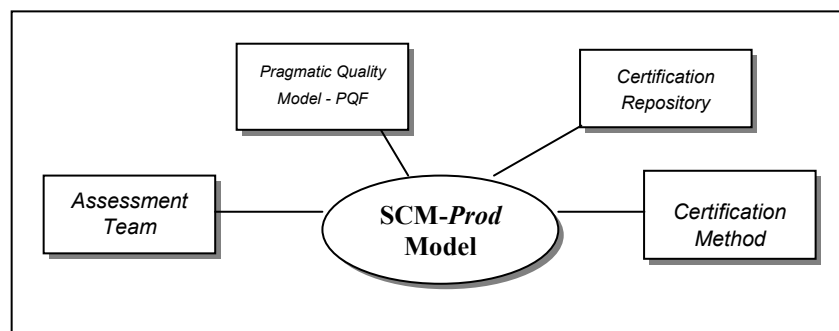 Pragmatic Quality
Model - PQF
Certification
Repository
Assessment
Team
SCM-Prod
Model
Certification
Method